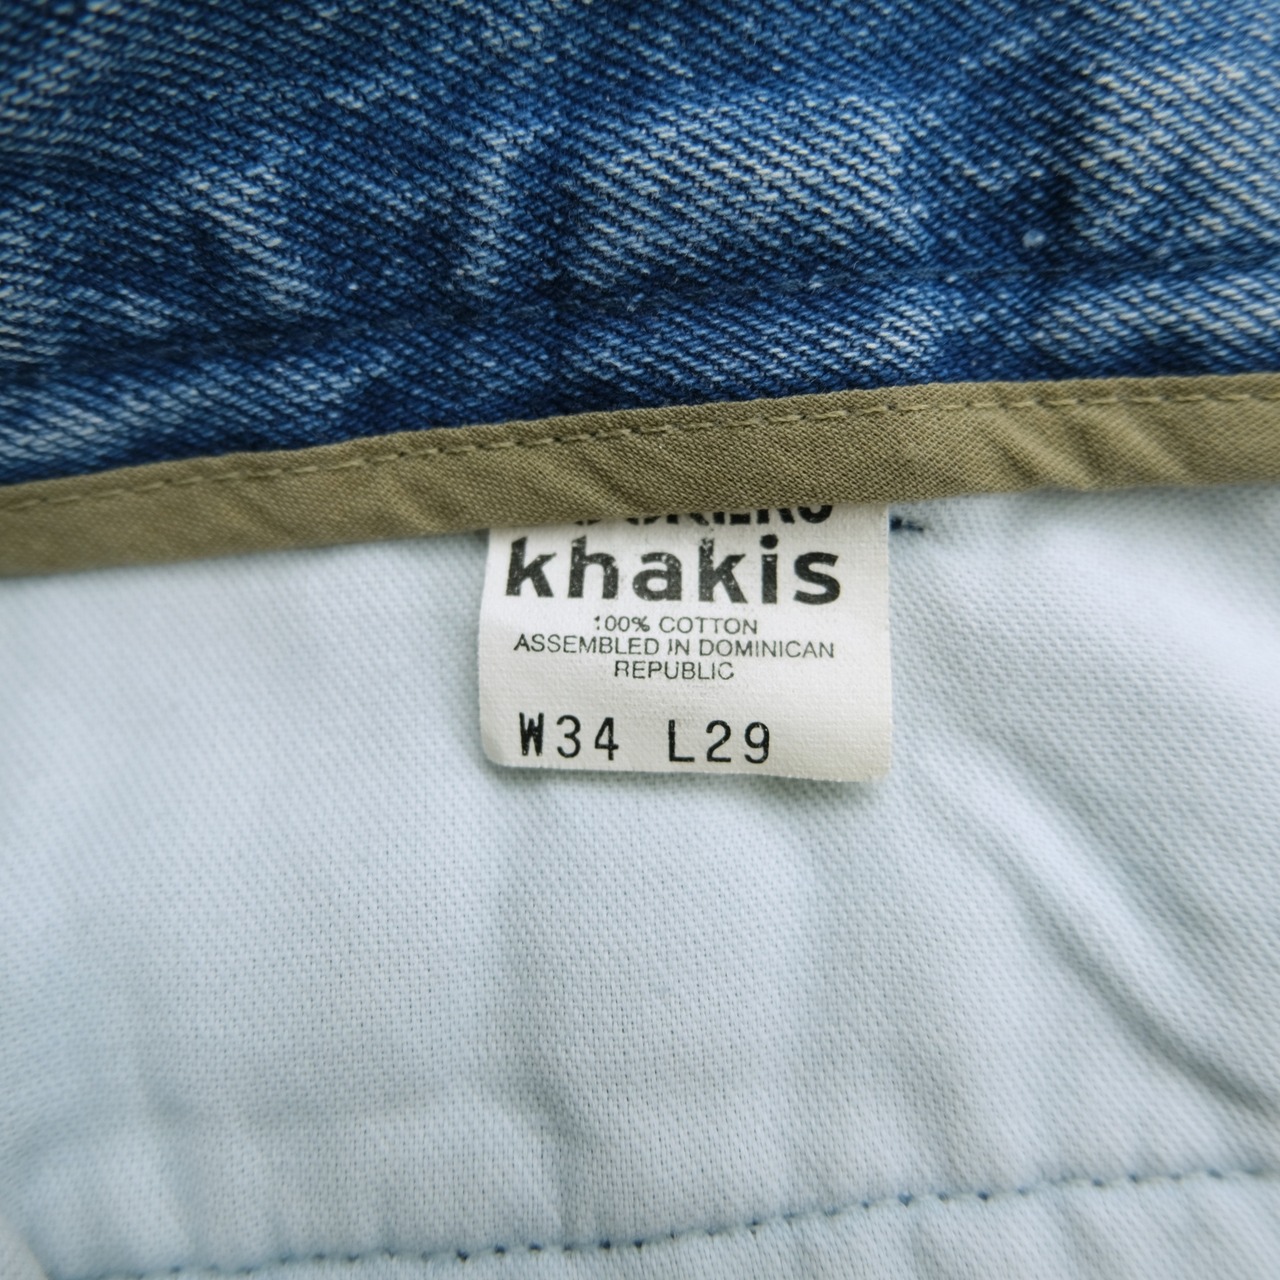 khakis
100% COTTON
ASSEMBLED IN DOMINICAN
REPUBLIC
W34 L29